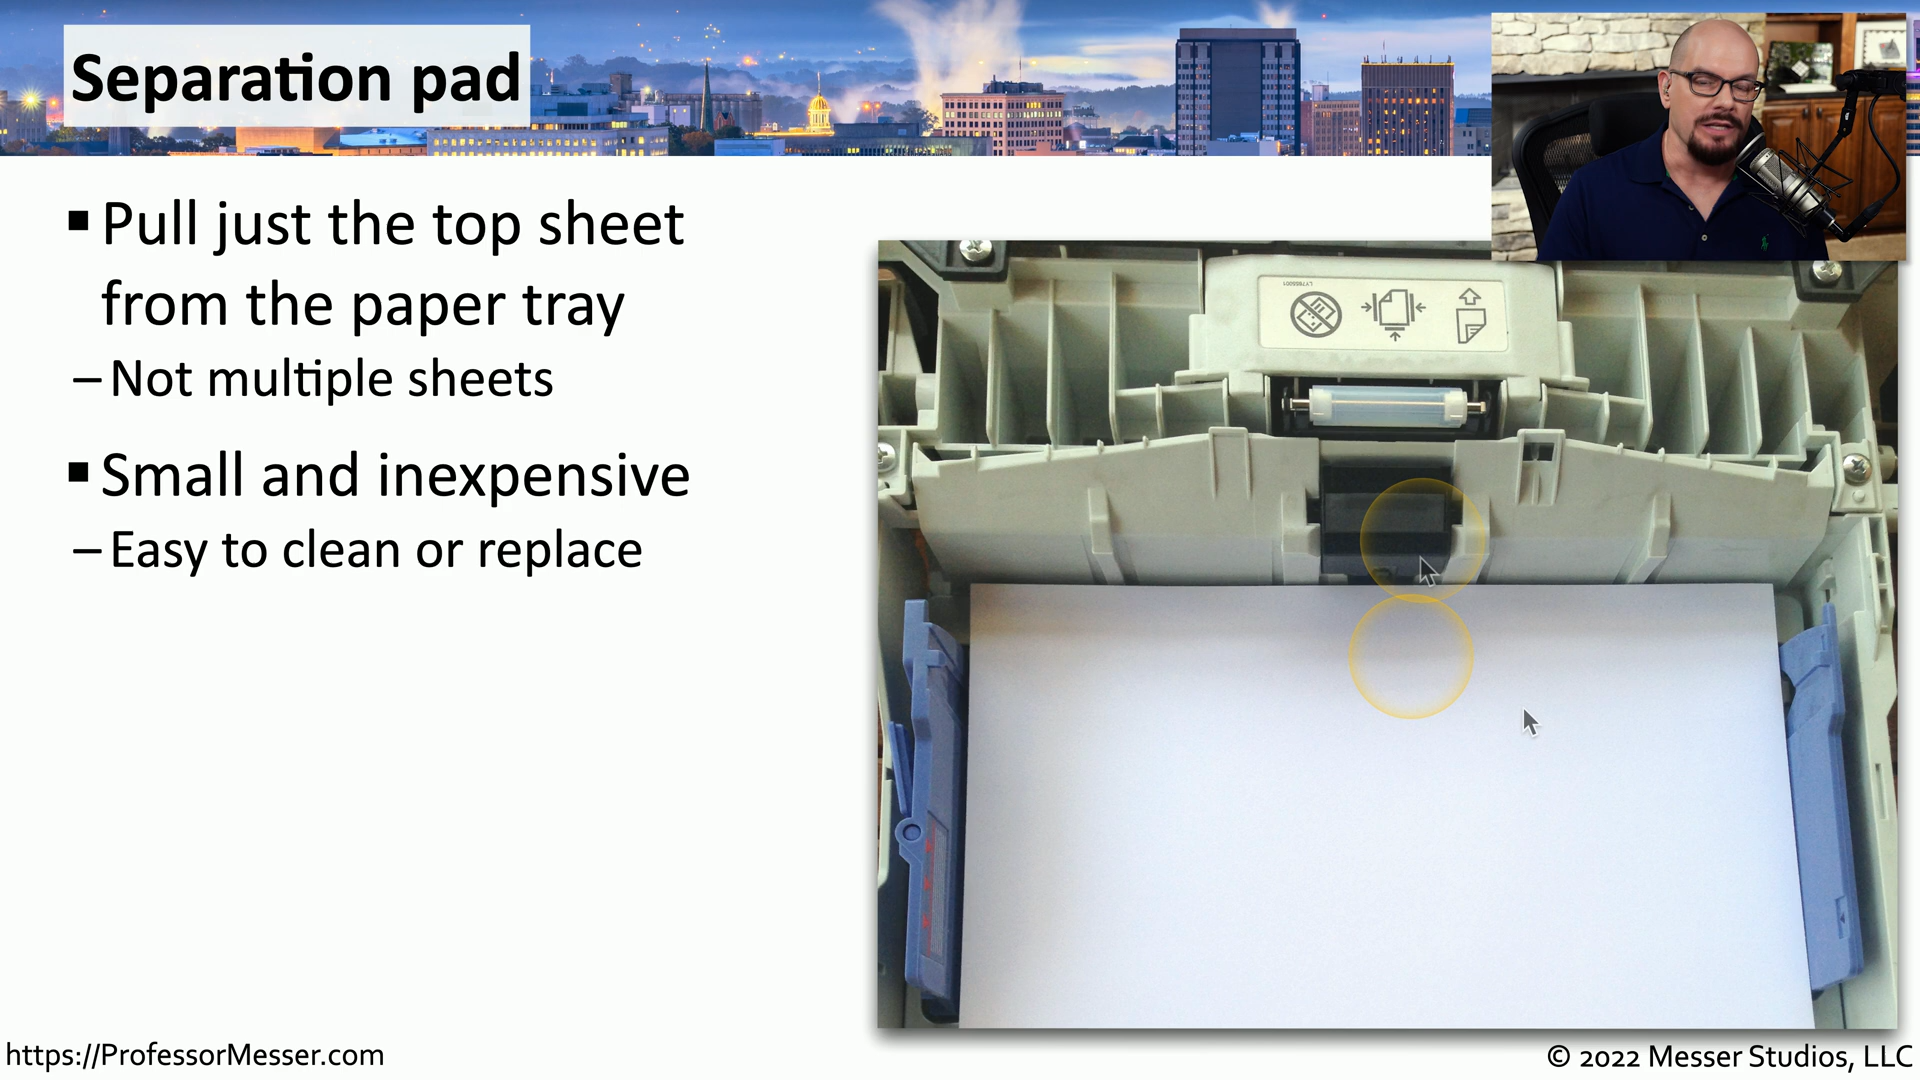 Separation pad
▪ Pull just the top sheet
from the paper tray
– Not multiple sheets
▪ Small and inexpensive
– Easy to clean or replace
LY7855001
https://ProfessorMesser.com
© 2022 Messer Studios, LLC